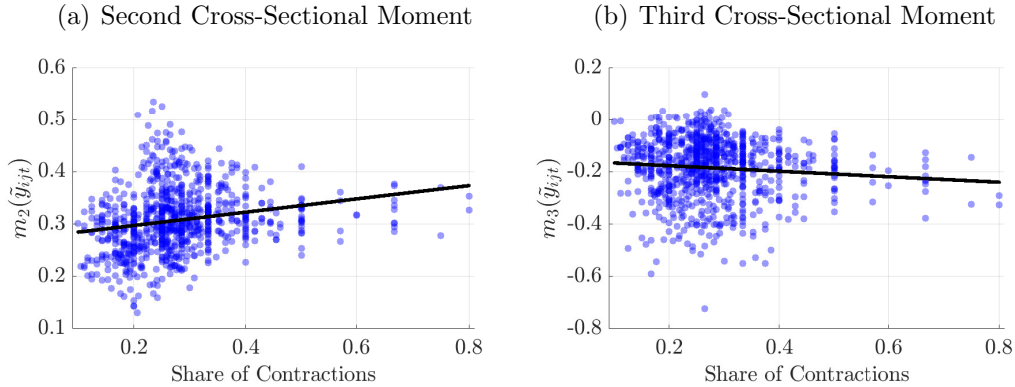 (a) Second Cross-Sectional Moment
0.6
0.5
0.4
0.3
0.2
0.1
m₂(ỹᵢⱼₜ)
0.2 0.4 0.6 0.8
Share of Contractions
(b) Third Cross-Sectional Moment
0.2
0
-0.2
-0.4
-0.6
-0.8
m₃(ỹᵢⱼₜ)
0.2 0.4 0.6 0.8
Share of Contractions